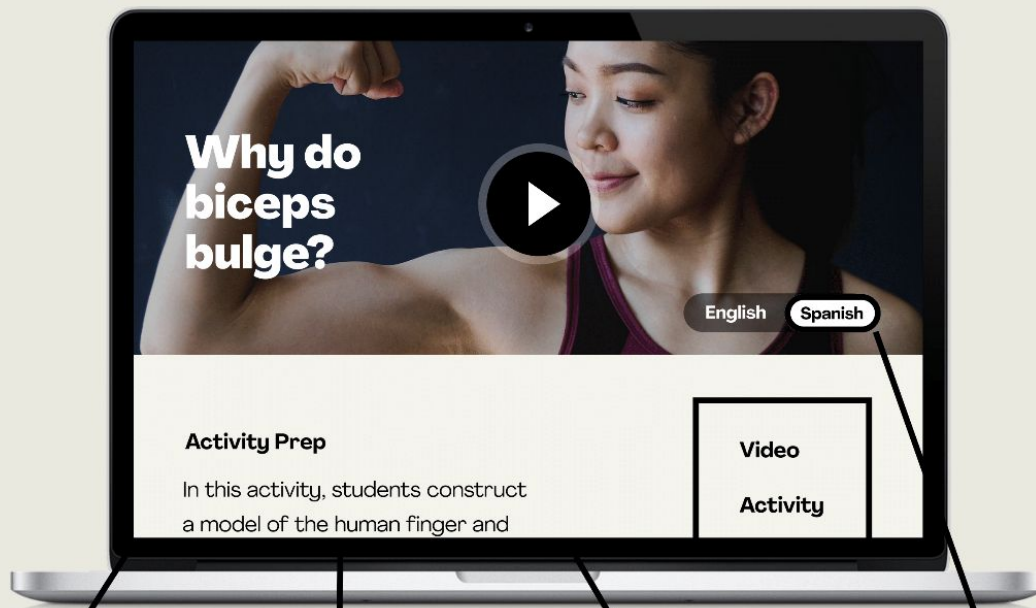 Why do
biceps
bulge?
English
Spanish
Activity Prep
In this activity, students construct
a model of the human finger and
Video
Activity